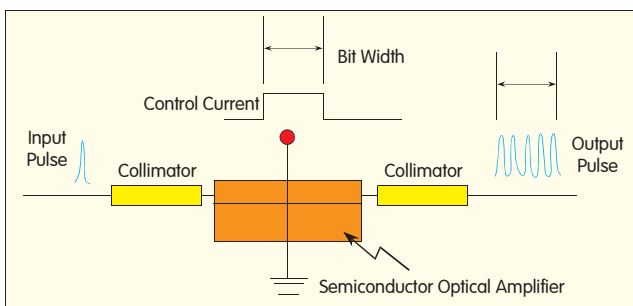 Bit Width
Control Current
Input
Pulse
Collimator
Collimator
Output
Pulse
Semiconductor Optical Amplifier